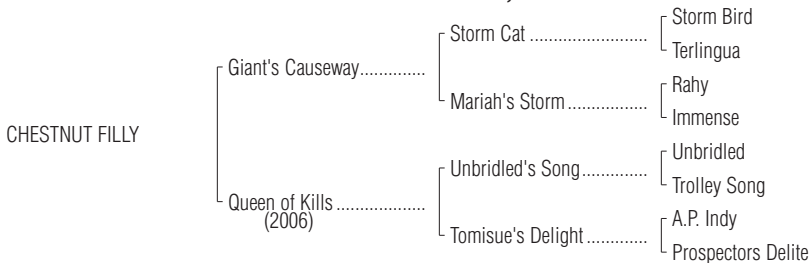 Storm Bird
Storm Cat ........................
Terlingua
Giant's Causeway..............
Rahy
Mariah's Storm .................
Immense
CHESTNUT FILLY
Unbridled
Unbridled's Song..............
Trolley Song
Queen of Kills ...................
(2006)
A.P. Indy
Tomisue's Delight .............
Prospectors Delite